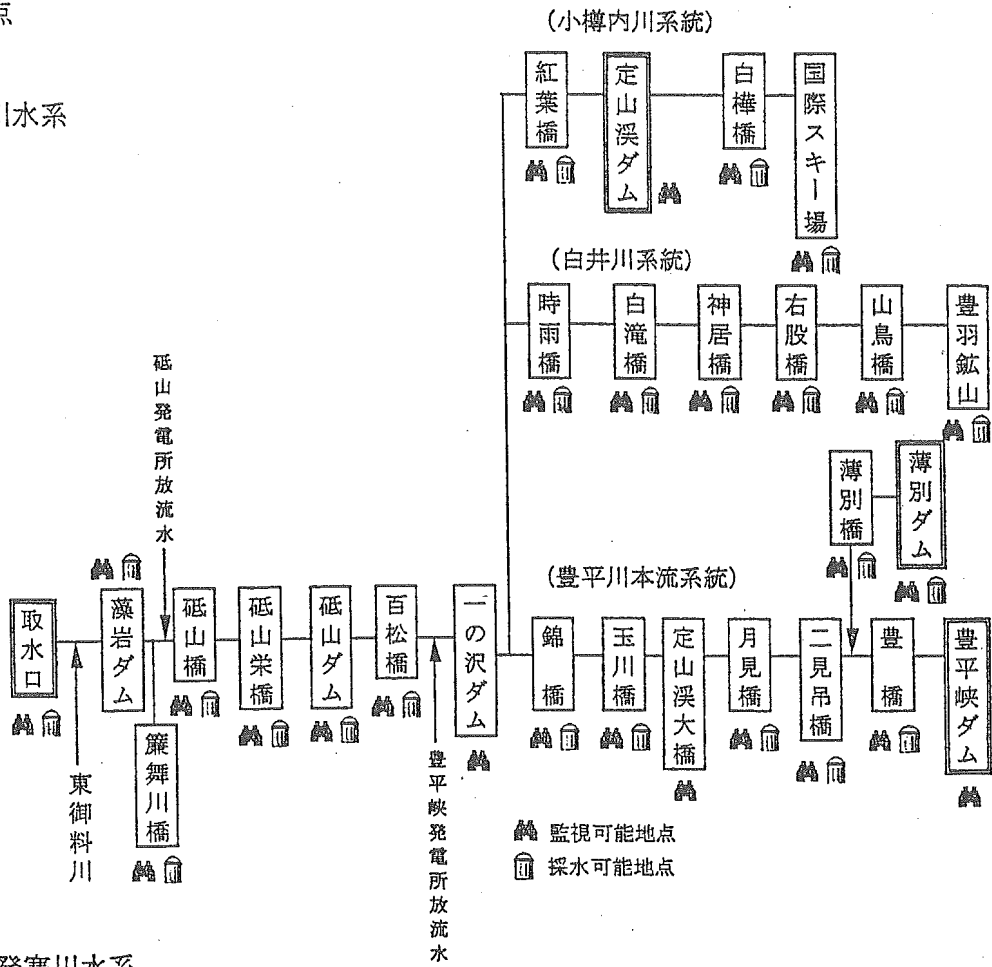 点
川水系
(小樽内川系統)
紅葉橋
定山渓ダム
白樺橋
国際スキー場
(白井川系統)
時雨橋
白滝橋
神居橋
右股橋
山鳥橋
豊羽鉱山
薄別橋
薄別ダム
(豊平川本流系統)
錦橋
玉川橋
定山渓大橋
月見橋
二見吊橋
豊橋
豊平峡ダム
砥山発電所放流水
取水口
藻岩ダム
砥山橋
砥山栄橋
砥山ダム
百松橋
一の沢ダム
東御料川
簾舞川橋
豊平峡発電所放流水
監視可能地点
採水可能地点
発寒川水系